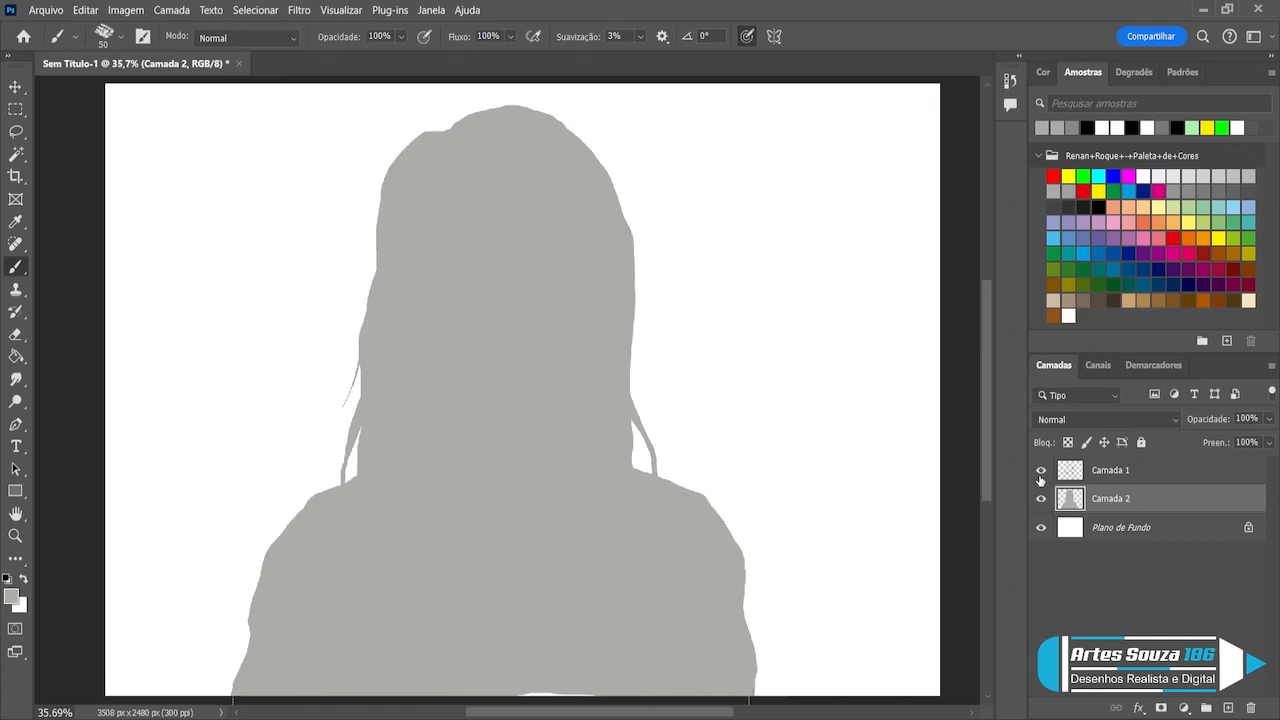 Ps Arquivo Editar Imagem Camada Texto Selecionar Filtro Visualizar Plug-ins Janela Ajuda
50 Modo: Normal Opacidade: 100% Fluxo: 100% Suavização: 3% 0° Compartilhar
Sem Título-1 @ 35,7% (Camada 2, RGB/8) *
Cor Amostras Degradês Padrões
Pesquisar amostras
Renan+Roque+-+Paleta+de+Cores
Camadas Canais Demarcadores
Tipo
Normal Opacidade: 100%
Bloq.: Preen.: 100%
Camada 1
Camada 2
Plano de Fundo
Artes Souza 186
Desenhos Realista e Digital
35.69% 3508 px x 2480 px (300 ppi)